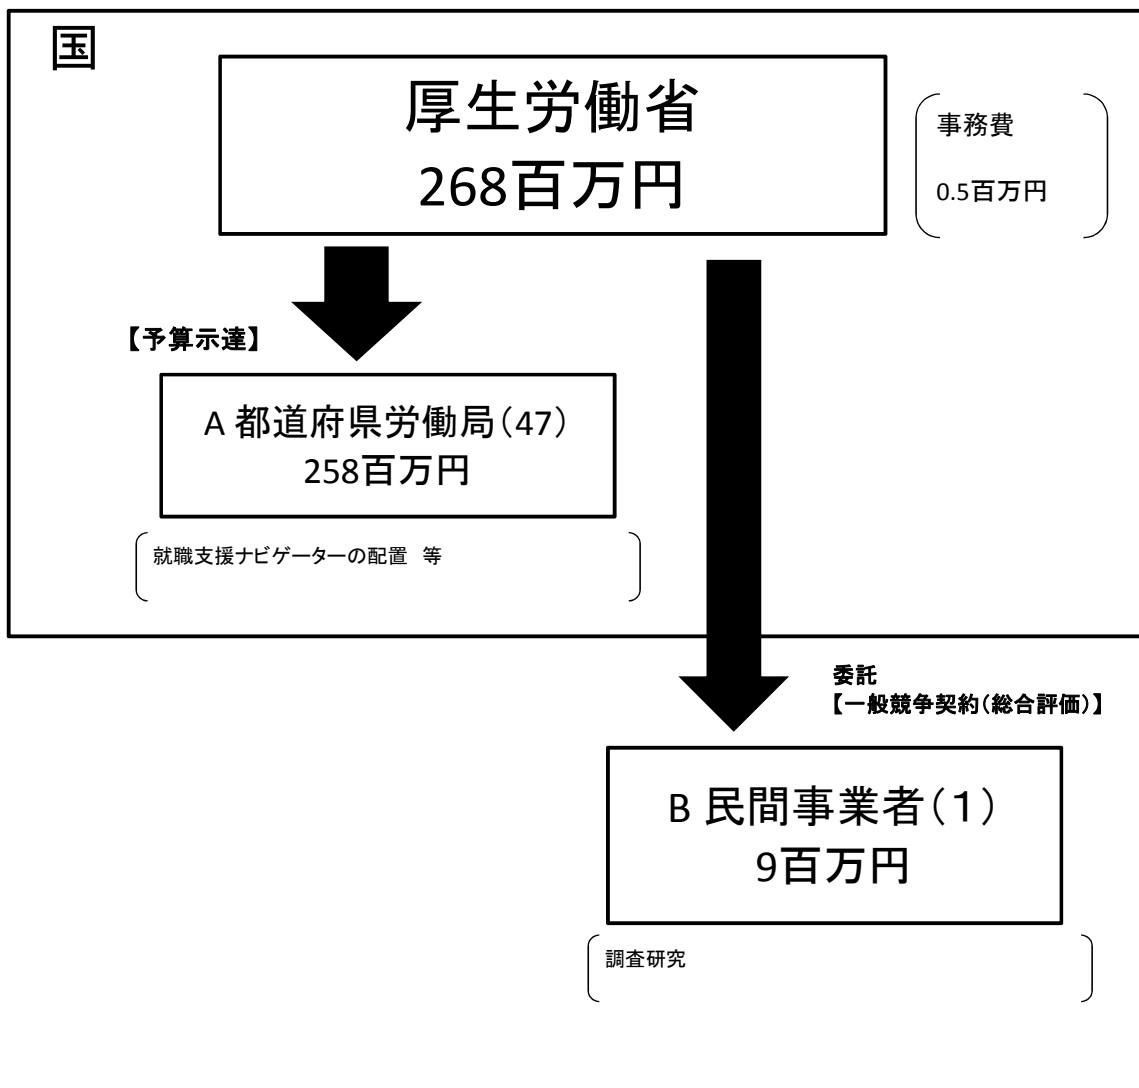 国
厚生労働省
268百万円
事務費
0.5百万円
【予算示達】
A 都道府県労働局（47）
258百万円
就職支援ナビゲーターの配置　等
委託
【一般競争契約（総合評価）】
B 民間事業者（１）
9百万円
調査研究